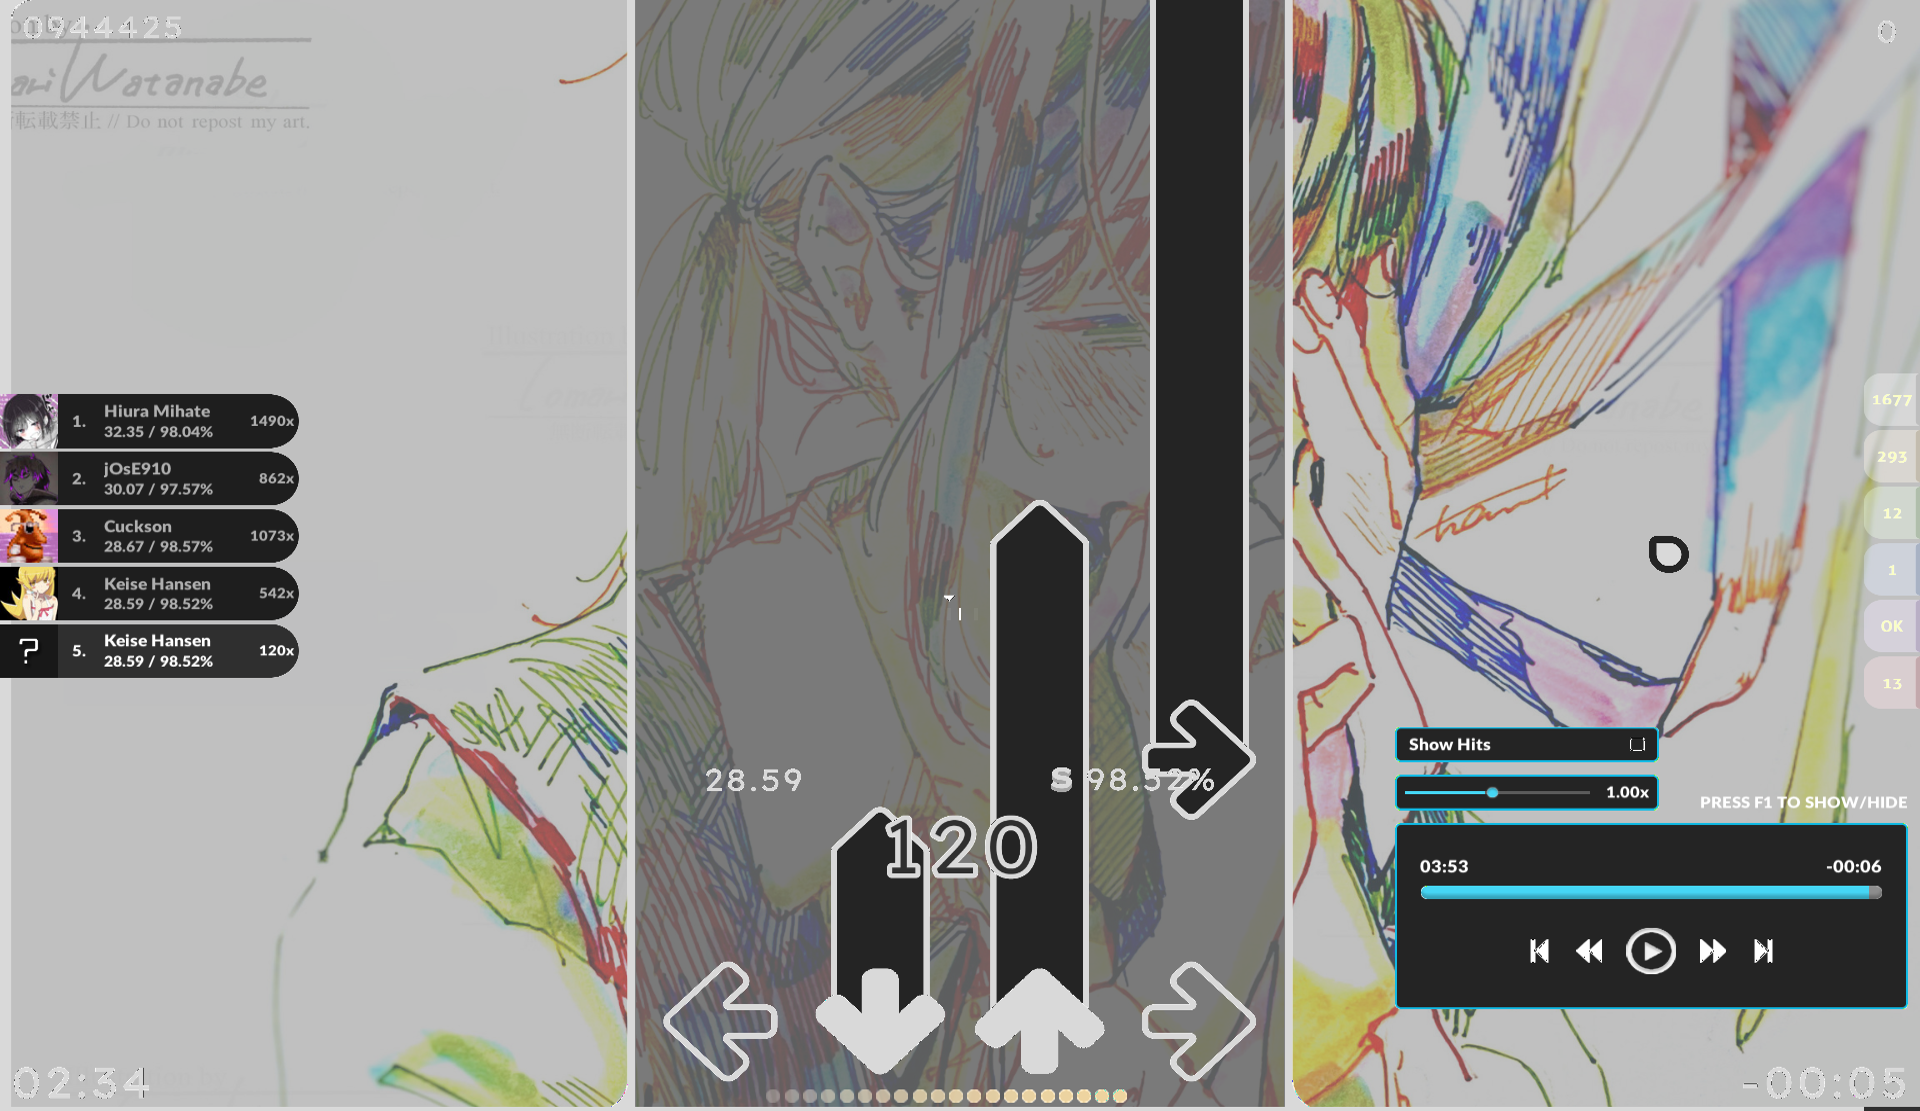 0944425
0
Watanabe
転載禁止 // Do not repost my art.
1. Hiura Mihate 1490x
32.35 / 98.04%
2. jOsE910 862x
30.07 / 97.57%
3. Cuckson 1073x
28.67 / 98.57%
4. Keise Hansen 542x
28.59 / 98.52%
? 5. Keise Hansen 120x
28.59 / 98.52%
1677
293
12
1
OK
13
28.59
S 98.52%
120
Show Hits
1.00x
PRESS F1 TO SHOW/HIDE
03:53 -00:06
02:34
-00:05